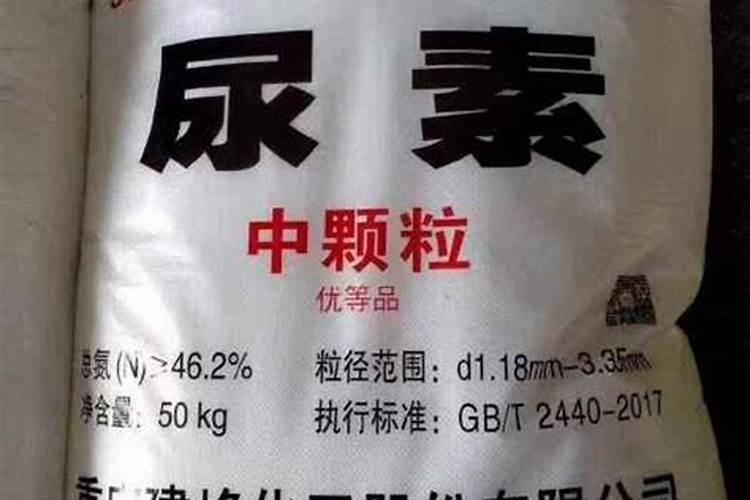 尿素
中颗粒
优等品
总氮(N)≥46.2% 粒径范围：d1.18mm-3.35mm
净含量：50 kg 执行标准：GB/T 2440-2017